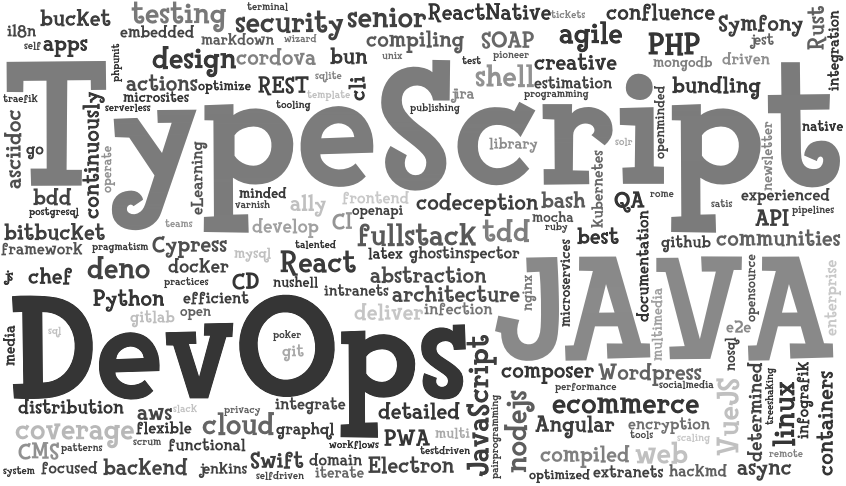 terminal
i18n bucket testing security senior ReactNative tickets confluence Symfony Rust integration
self apps embedded markdown wizard compiling SOAP pioneer agile PHP jest
phpunit design cordova bun unix test creative mongodb driven
traefik actions optimize REST sqlite cli jira shell estimation bundling
microsites serverless tooling template publishing programming
TypeScript
asciidoc go continuously operate eLearning library solr openminded newsletter native
bdd postgresql minded varnish a11y frontend codeception bash Kubernetes QA rome satis experienced
bitbucket teams develop CI openapi fullstack tdd mocha ruby best API pipelines
framework pragmatism Cypress mysql talented latex ghostinspector github communities
js chef deno docker practices CD React nushell abstraction nginx microservices documentation
Python efficient intranets architecture
gitlab open deliver infection
JAVA
multimedia opensource enterprise
media sql DevOps poker git
e2e nosql
composer Wordpress socialmedia determined treeshaking linux infografik containers
performance
distribution aws slack privacy integrate detailed JavaScript pairprogramming nodejs ecommerce VueJS
coverage flexible cloud graphql workflows PWA multi Angular encryption
CMS patterns scrum functional testdriven tools scaling remote
compiled web
system focused backend jenkins Swift selfdriven domain iterate Electron optimized extranets hackmd async